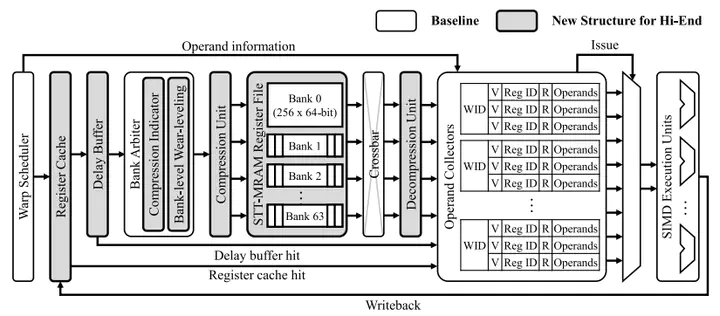 Baseline
New Structure for Hi-End
Operand information
Issue
Warp Scheduler
Register Cache
Delay Buffer
Bank Arbiter
Compression Indicator
Bank-level Wear-leveling
Compression Unit
STT-MRAM Register File
Bank 0
(256 x 64-bit)
Bank 1
Bank 2
⋮
Bank 63
Crossbar
Decompression Unit
Operand Collectors
WID
V Reg ID R Operands
V Reg ID R Operands
V Reg ID R Operands
WID
V Reg ID R Operands
V Reg ID R Operands
V Reg ID R Operands
⋮
WID
V Reg ID R Operands
V Reg ID R Operands
V Reg ID R Operands
SIMD Execution Units
⋮
Delay buffer hit
Register cache hit
Writeback